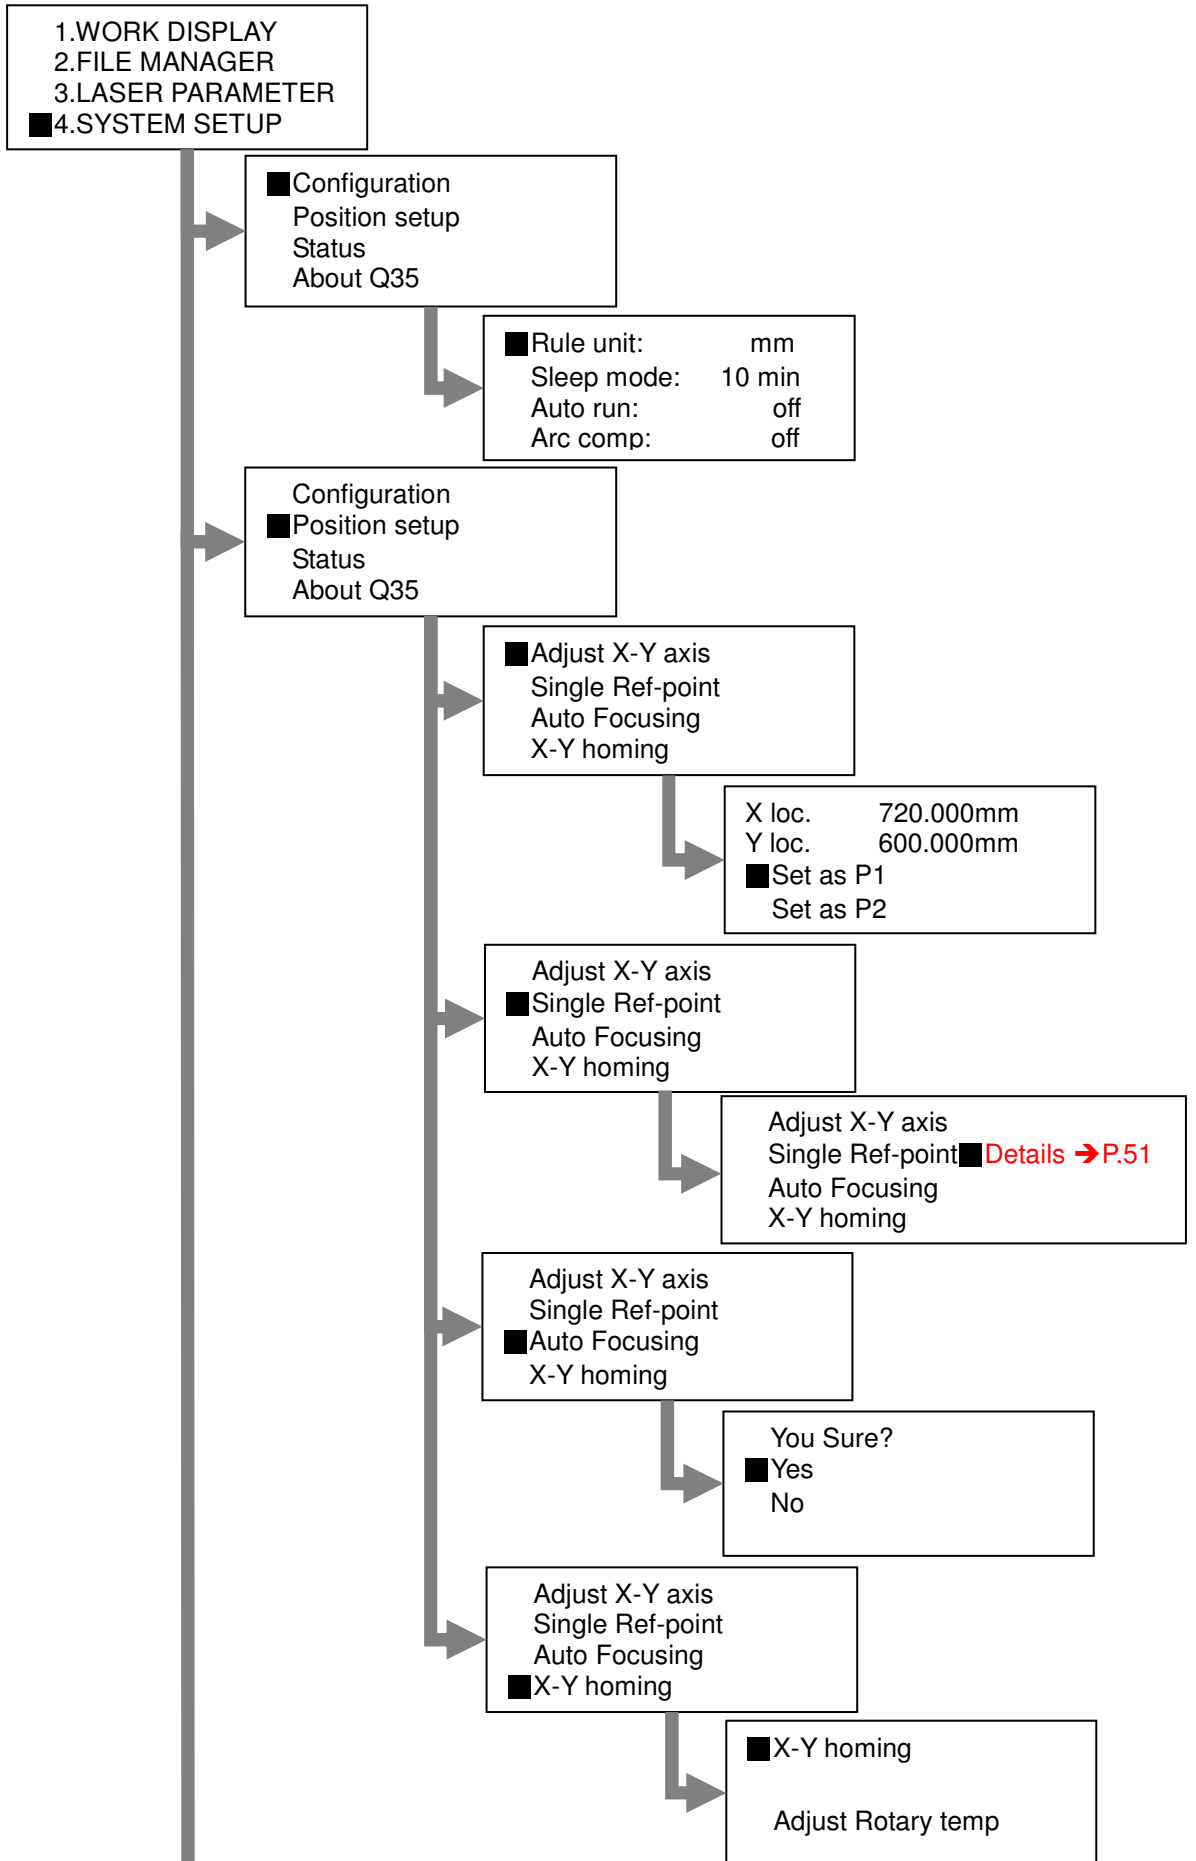 1.WORK DISPLAY
2.FILE MANAGER
3.LASER PARAMETER
4.SYSTEM SETUP
Configuration
Position setup
Status
About Q35
Rule unit: mm
Sleep mode: 10 min
Auto run: off
Arc comp: off
Configuration
Position setup
Status
About Q35
Adjust X-Y axis
Single Ref-point
Auto Focusing
X-Y homing
X loc. 720.000mm
Y loc. 600.000mm
Set as P1
Set as P2
Adjust X-Y axis
Single Ref-point
Auto Focusing
X-Y homing
Adjust X-Y axis
Single Ref-point Details ➔P.51
Auto Focusing
X-Y homing
Adjust X-Y axis
Single Ref-point
Auto Focusing
X-Y homing
You Sure?
Yes
No
Adjust X-Y axis
Single Ref-point
Auto Focusing
X-Y homing
X-Y homing
Adjust Rotary temp